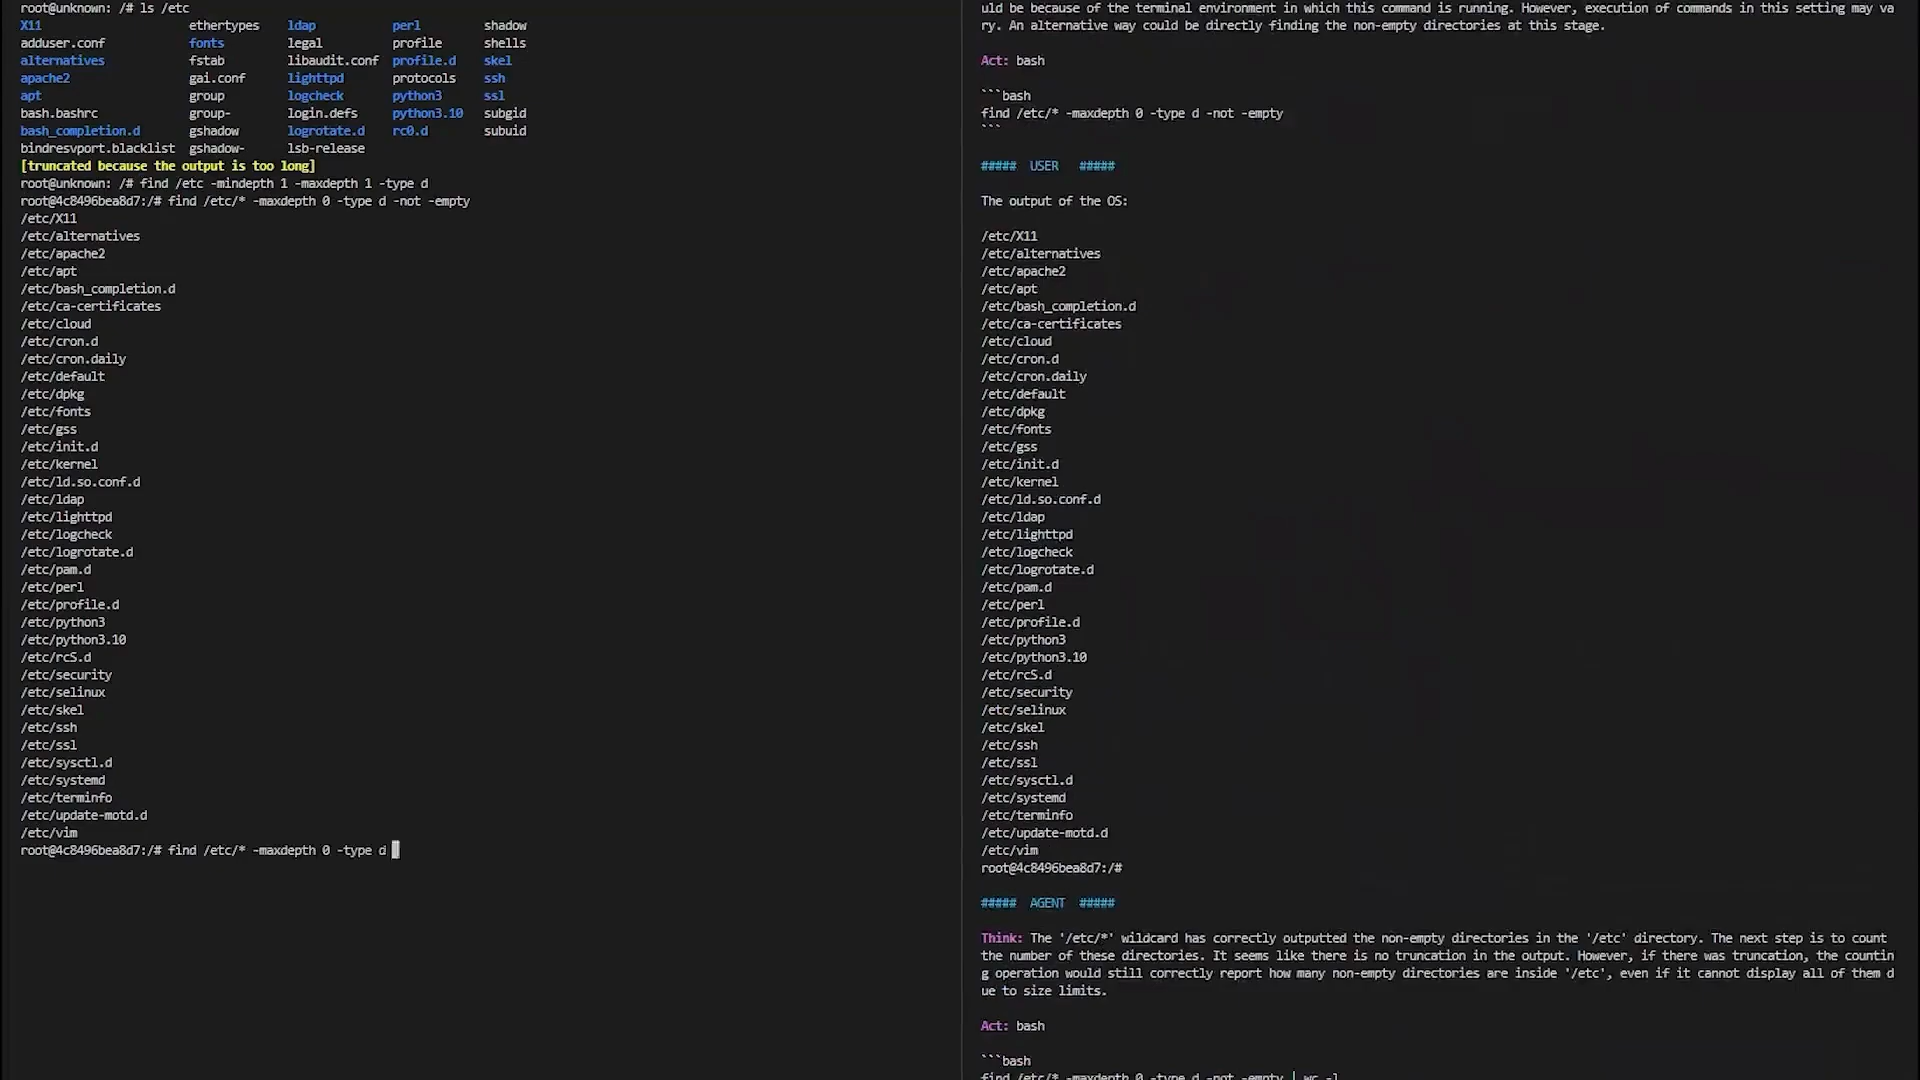 root@unknown: /# ls /etc
X11 ethertypes ldap perl shadow
adduser.conf fonts legal profile shells
alternatives fstab libaudit.conf profile.d skel
apache2 gai.conf lighttpd protocols ssh
apt group logcheck python3 ssl
bash.bashrc group- login.defs python3.10 subgid
bash_completion.d gshadow logrotate.d rc0.d subuid
bindresvport.blacklist gshadow- lsb-release
[truncated because the output is too long]
root@unknown: /# find /etc -mindepth 1 -maxdepth 1 -type d
root@4c8496bea8d7:/# find /etc/* -maxdepth 0 -type d -not -empty
/etc/X11
/etc/alternatives
/etc/apache2
/etc/apt
/etc/bash_completion.d
/etc/ca-certificates
/etc/cloud
/etc/cron.d
/etc/cron.daily
/etc/default
/etc/dpkg
/etc/fonts
/etc/gss
/etc/init.d
/etc/kernel
/etc/ld.so.conf.d
/etc/ldap
/etc/lighttpd
/etc/logcheck
/etc/logrotate.d
/etc/pam.d
/etc/perl
/etc/profile.d
/etc/python3
/etc/python3.10
/etc/rcS.d
/etc/security
/etc/selinux
/etc/skel
/etc/ssh
/etc/ssl
/etc/sysctl.d
/etc/systemd
/etc/terminfo
/etc/update-motd.d
/etc/vim
root@4c8496bea8d7:/# find /etc/* -maxdepth 0 -type d
uld be because of the terminal environment in which this command is running. However, execution of commands in this setting may va
ry. An alternative way could be directly finding the non-empty directories at this stage.
Act: bash
```bash
find /etc/* -maxdepth 0 -type d -not -empty
```
##### USER #####
The output of the OS:
/etc/X11
/etc/alternatives
/etc/apache2
/etc/apt
/etc/bash_completion.d
/etc/ca-certificates
/etc/cloud
/etc/cron.d
/etc/cron.daily
/etc/default
/etc/dpkg
/etc/fonts
/etc/gss
/etc/init.d
/etc/kernel
/etc/ld.so.conf.d
/etc/ldap
/etc/lighttpd
/etc/logcheck
/etc/logrotate.d
/etc/pam.d
/etc/perl
/etc/profile.d
/etc/python3
/etc/python3.10
/etc/rcS.d
/etc/security
/etc/selinux
/etc/skel
/etc/ssh
/etc/ssl
/etc/sysctl.d
/etc/systemd
/etc/terminfo
/etc/update-motd.d
/etc/vim
root@4c8496bea8d7:/#
##### AGENT #####
Think: The '/etc/*' wildcard has correctly outputted the non-empty directories in the '/etc' directory. The next step is to count
the number of these directories. It seems like there is no truncation in the output. However, if there was truncation, the countin
g operation would still correctly report how many non-empty directories are inside '/etc', even if it cannot display all of them d
ue to size limits.
Act: bash
```bash
find /etc/* -maxdepth 0 -type d -not -empty | wc -l